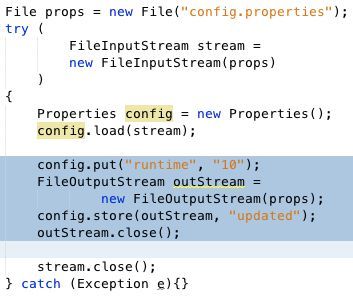 File props = new File("config.properties");
try (
FileInputStream stream =
new FileInputStream(props)
)
{
Properties config = new Properties();
config.load(stream);
config.put("runtime", "10");
FileOutputStream outStream =
new FileOutputStream(props);
config.store(outStream, "updated");
outStream.close();
stream.close();
} catch (Exception e){}